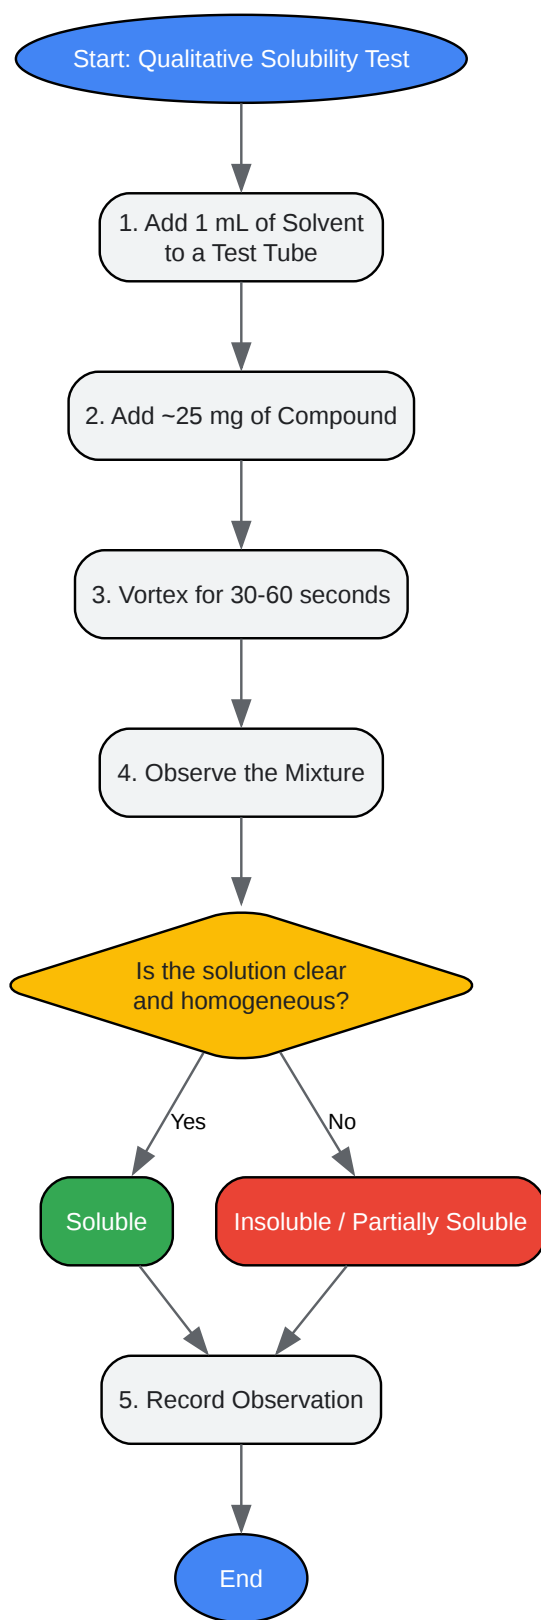 Start: Qualitative Solubility Test
1. Add 1 mL of Solvent
to a Test Tube
2. Add ~25 mg of Compound
3. Vortex for 30-60 seconds
4. Observe the Mixture
Is the solution clear
and homogeneous?
Yes
No
Soluble
Insoluble / Partially Soluble
5. Record Observation
End